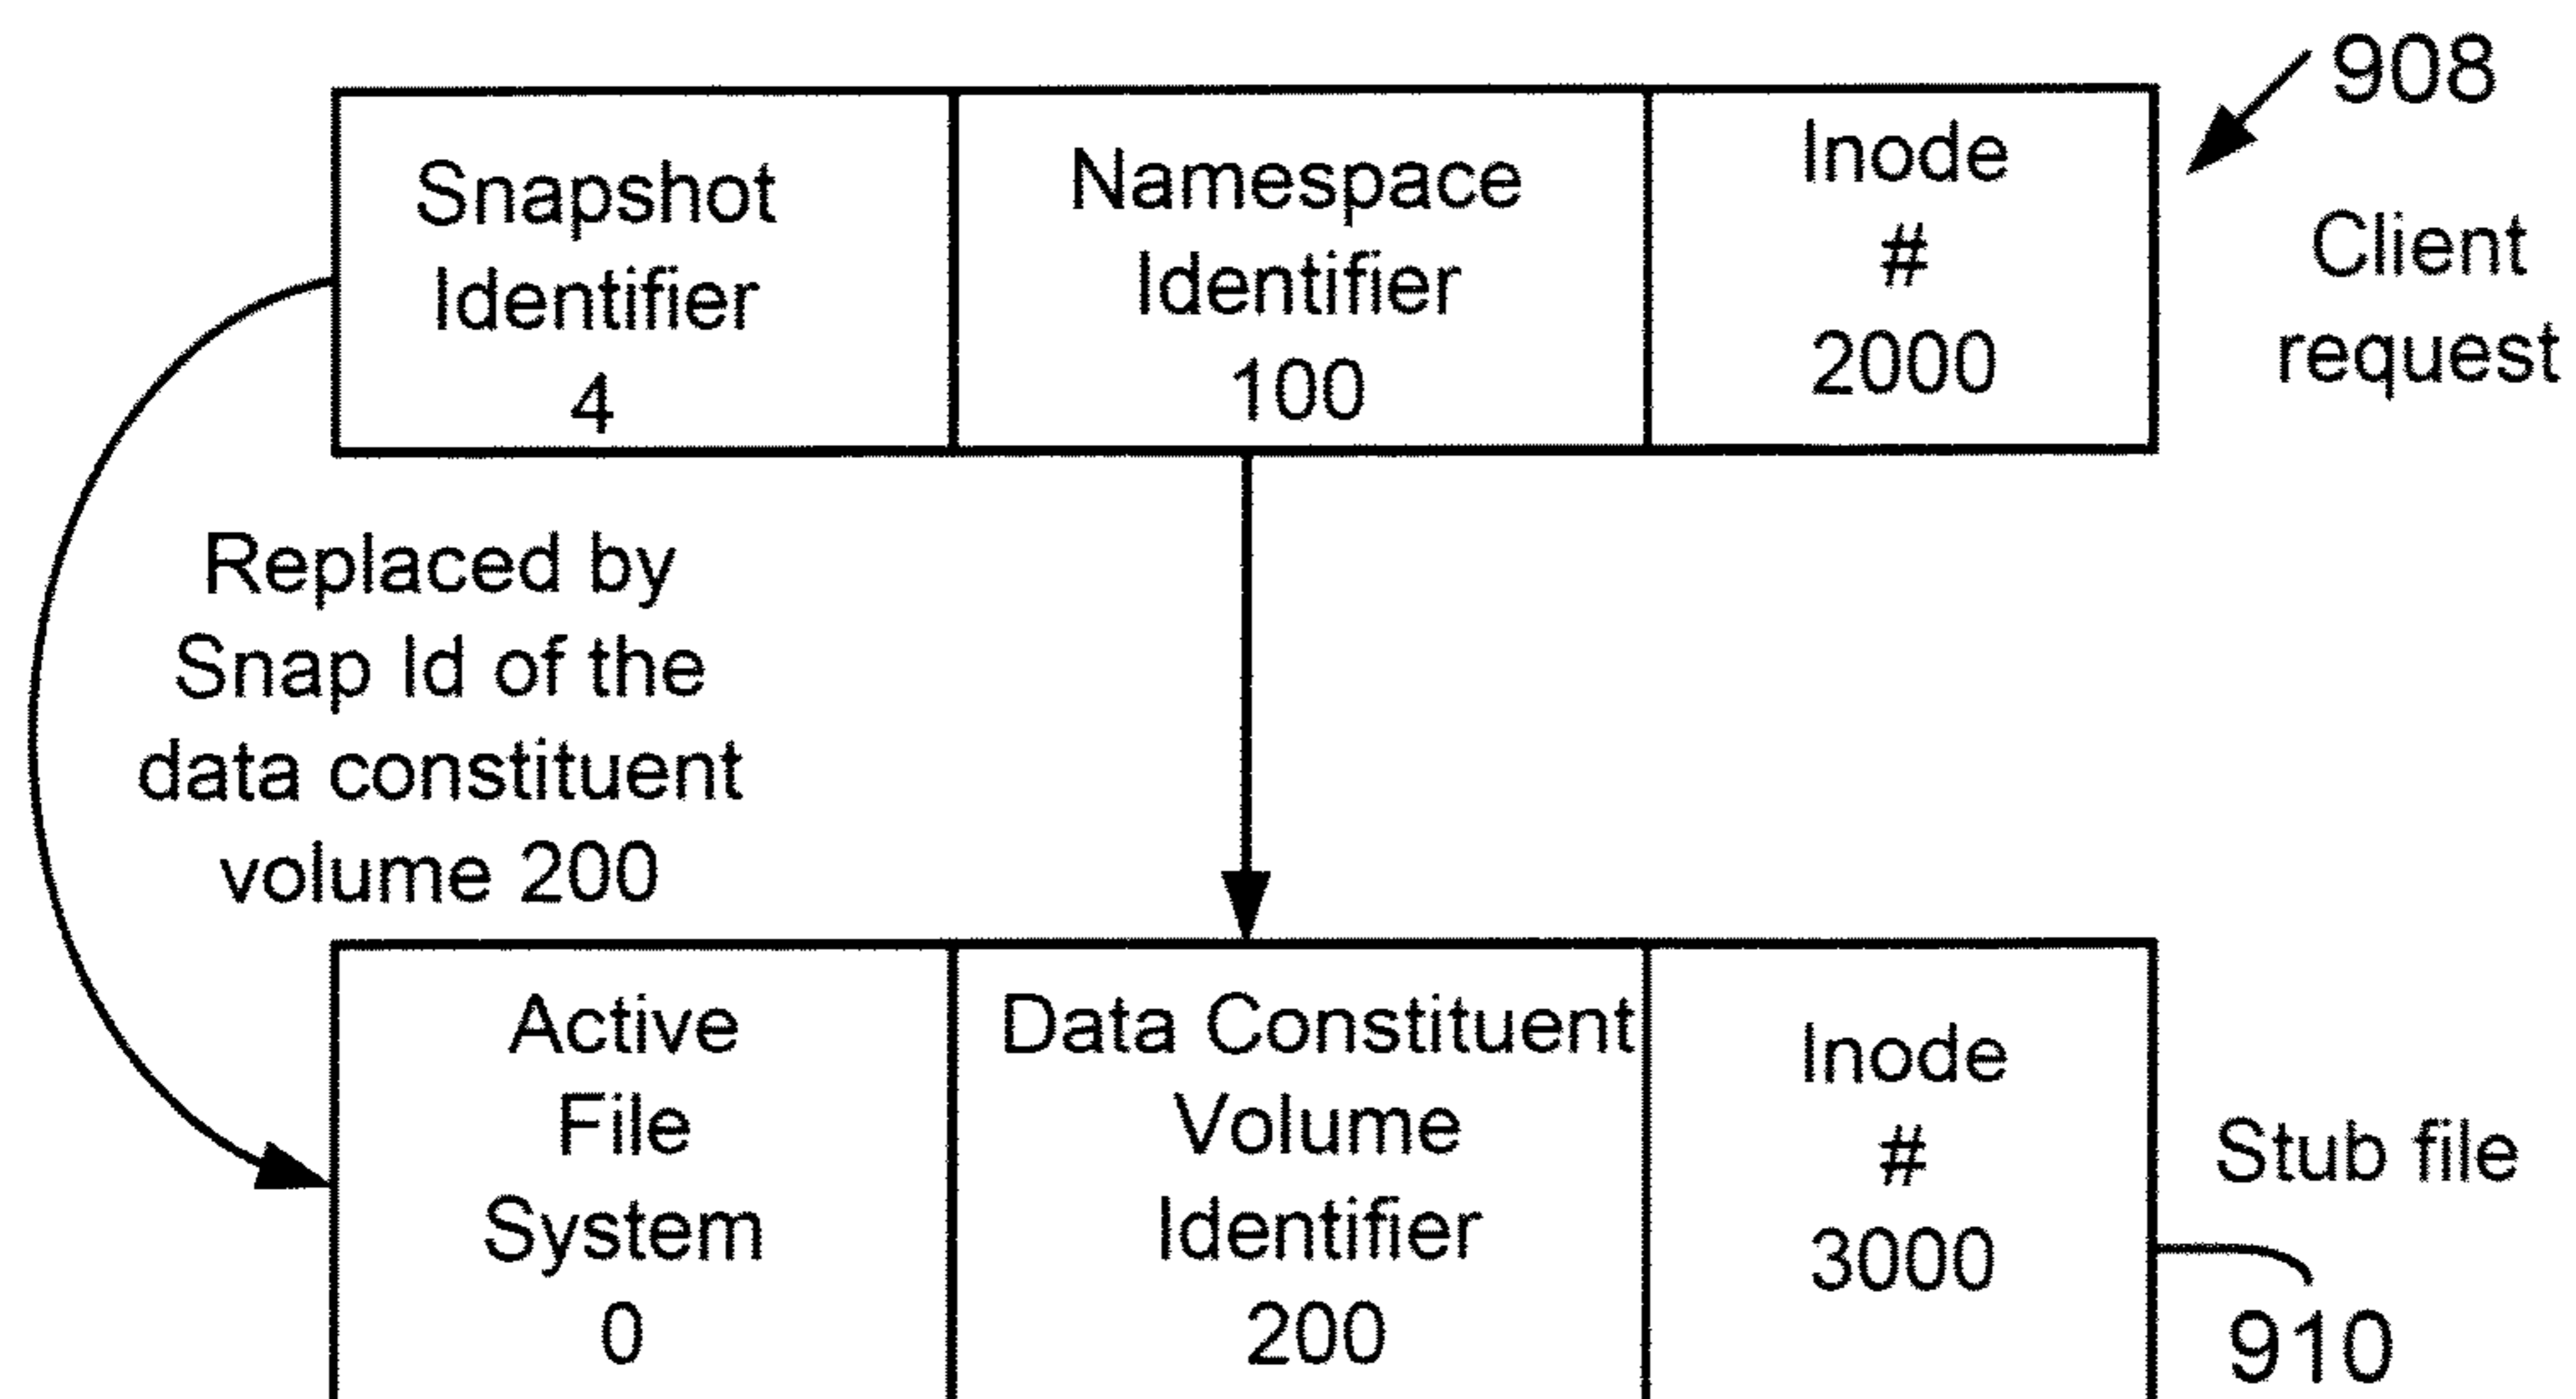 908
Snapshot
Identifier
4
Namespace
Identifier
100
Inode
#
2000
Client
request
Replaced by
Snap Id of the
data constituent
volume 200
Active
File
System
0
Data Constituent
Volume
Identifier
200
Inode
#
3000
Stub file
910